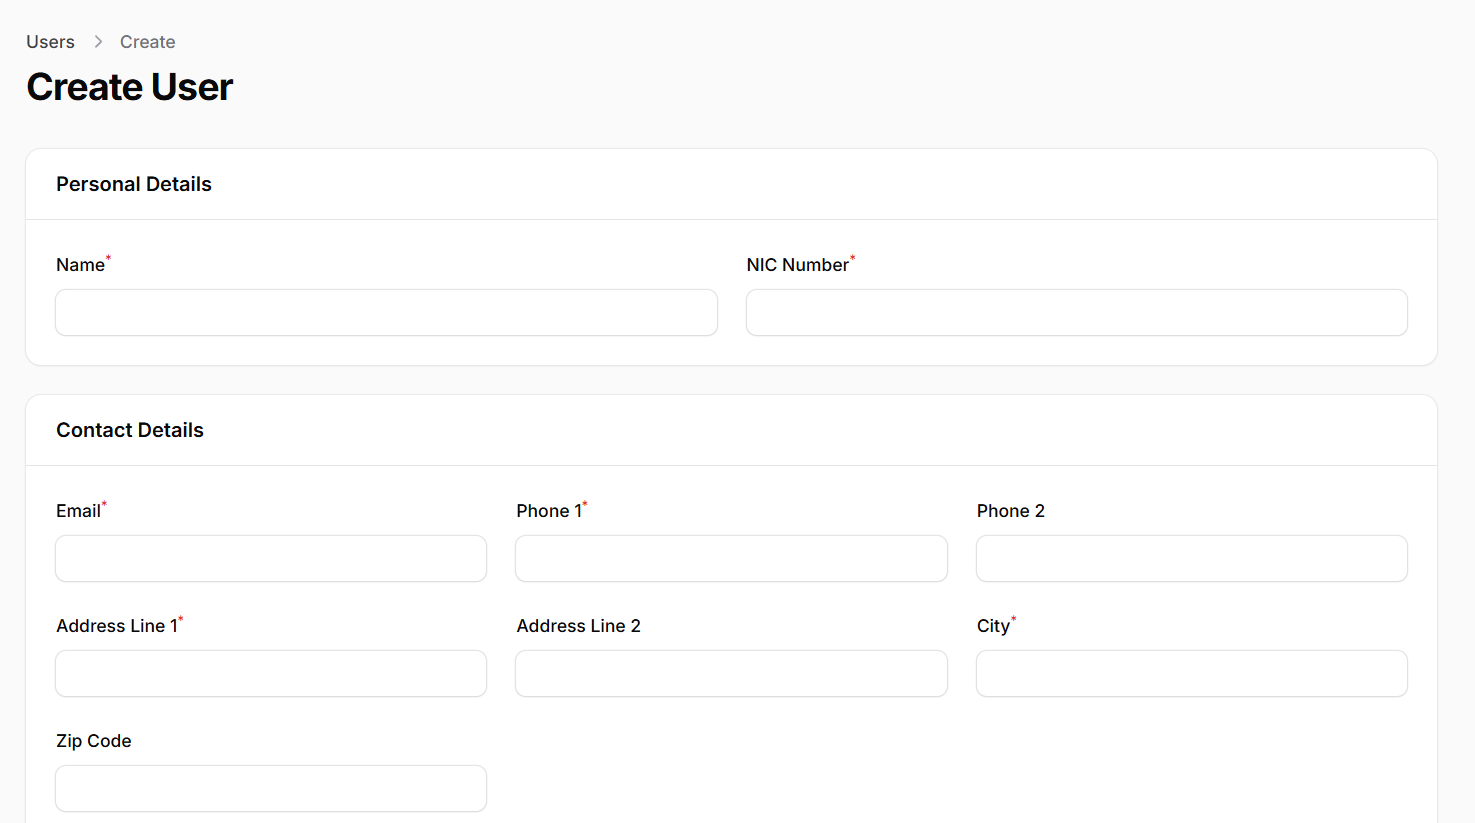 Users > Create
Create User
Personal Details
Name* NIC Number*
Contact Details
Email* Phone 1* Phone 2
Address Line 1* Address Line 2 City*
Zip Code